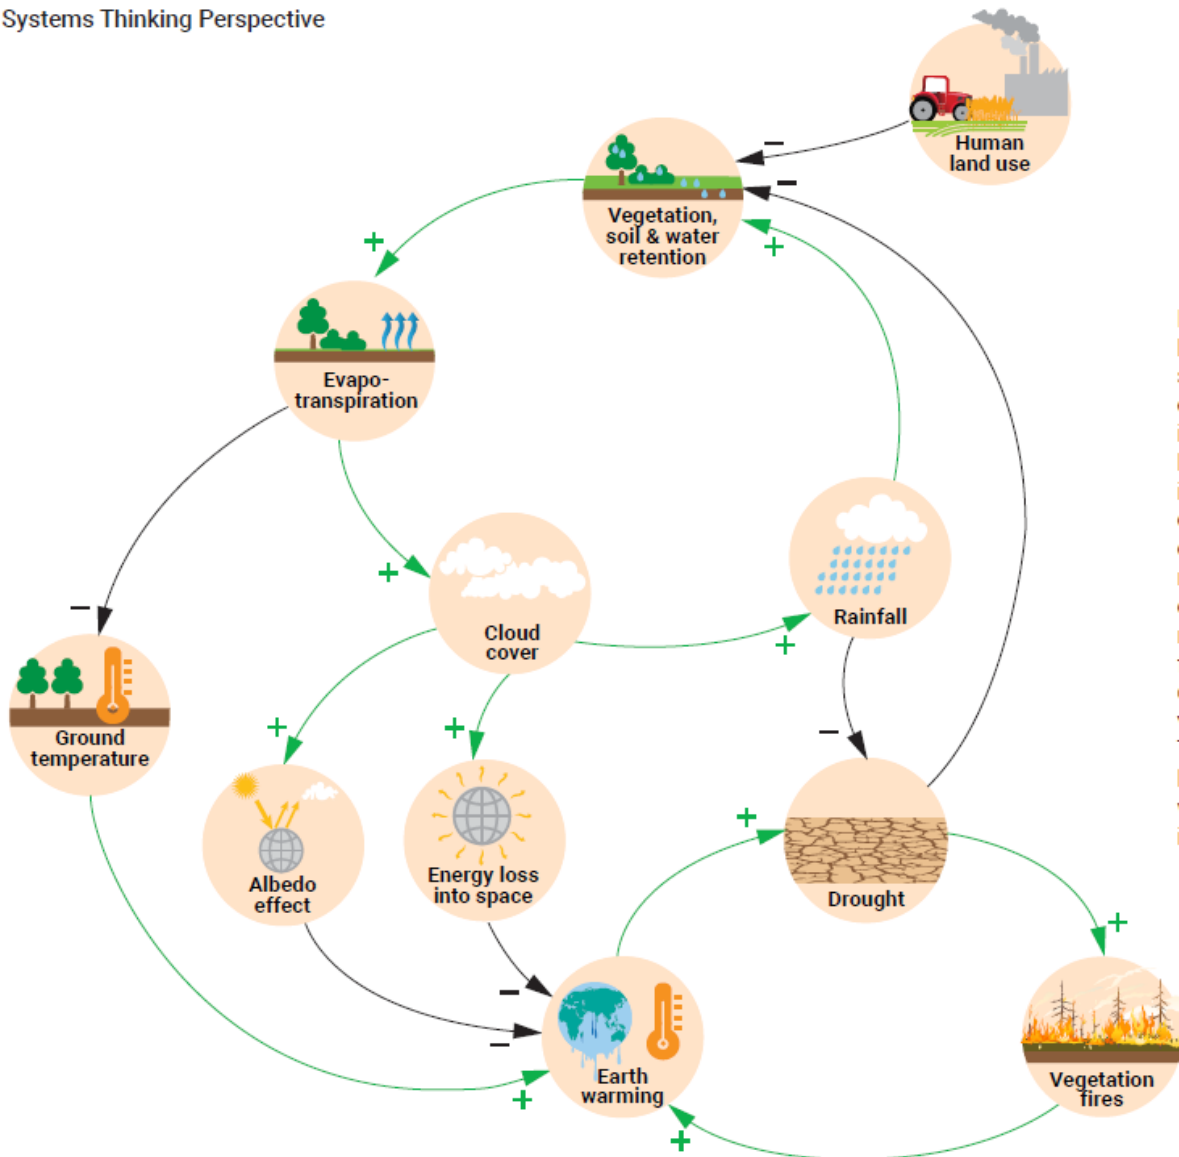 Systems Thinking Perspective
Human
land use
–
–
+
Vegetation,
soil & water
retention
+
Evapo-
transpiration
–
+
Cloud
cover
+
Rainfall
–
Ground
temperature
+
+
Albedo
effect
Energy loss
into space
+
Drought
+
–
–
Earth
warming
+
+
Vegetation
fires